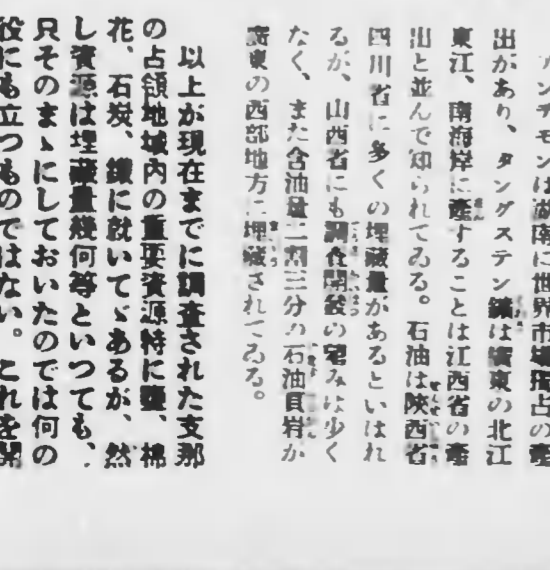 アンチモンは湖南に世界市場独占の産
出があり、タングステン鑛は廣東の北江
東江、南海岸に産することは江西省の產
出と並んで知られてゐる。石油は陝西省
四川省に多くの埋藏量があるといはれ
るが、山西省にも調査開發の望みは少く
なく、また含油量二割三分の石油頁岩が
廣東の西部地方に埋藏されてゐる。
以上が現在までに調査された支那
の占領地域内の重要資源特に鹽、棉
花、石炭、鐵に就いてゞあるが、然
し資源は埋藏量幾何等といつても、
只そのまゝにしておいたのでは何の
役にも立つものではない。これを開